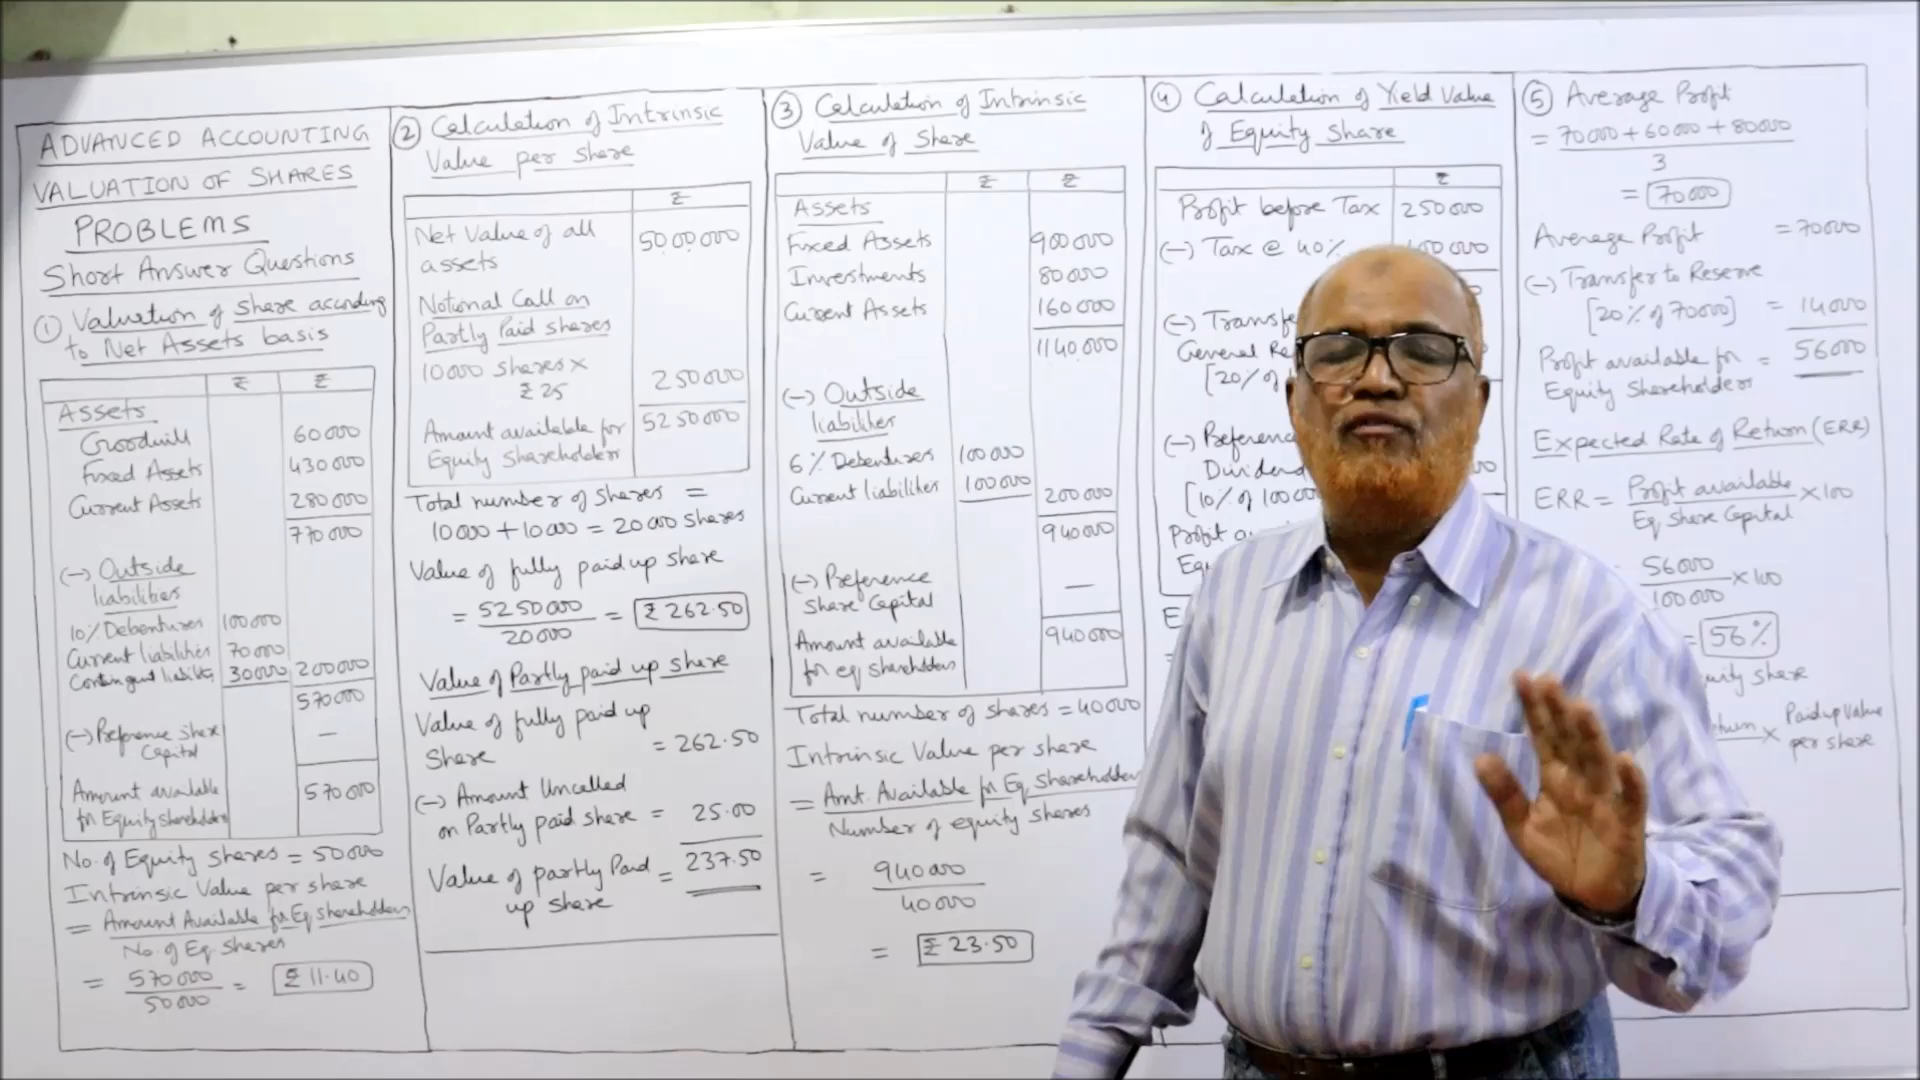 ADVANCED ACCOUNTING
VALUATION OF SHARES
PROBLEMS
Short Answer Questions
① Valuation of share according
to Net Assets basis
₹ ₹
Assets
Goodwill 60000
Fixed Assets 430000
Current Assets 280000
770000
(-) Outside
liabilities
10% Debentures 100000
Current liabilities 70000
Contingent liabilits 30000 200000
570000
(-) Preference share
Capital —
Amount available
for Equity shareholders 570000
No. of Equity shares = 50000
Intrinsic Value per share
= Amount Available for Eq shareholders
No. of Eq. Shares
= 570000
50000
= ₹ 11.40
② Calculation of Intrinsic
Value per share
₹
Net Value of all
assets 5000000
Notional Call on
Partly Paid shares
10000 shares x
₹ 25 250000
Amount available for
Equity shareholders 5250000
Total number of shares =
10000 + 10000 = 20000 shares
Value of fully paid up share
= 5250000
20000
= ₹ 262.50
Value of Partly paid up share
Value of fully paid up
Share = 262.50
(-) Amount Uncalled
on Partly paid share = 25.00
Value of partly Paid
up share = 237.50
③ Calculation of Intrinsic
Value of Share
₹ ₹
Assets
Fixed Assets 900000
Investments 80000
Current Assets 160000
1140000
(-) Outside
liabilities
6% Debentures 100000
Current liabilities 100000 200000
940000
(-) Preference
share Capital —
Amount available
for eq shareholders 940000
Total number of shares = 40000
Intrinsic Value per share
= Amt. Available for Eq. Shareholders
Number of equity shares
= 940000
40000
= ₹ 23.50
④ Calculation of Yield Value
of Equity Share
₹
Profit before Tax 250000
(-) Tax @ 40%
(-)
General
[20% of
(-)
Dividend
[10% of 100000
Profit
⑤ Average Profit
= 70000 + 60000 + 80000
3
= 70000
Average Profit = 70000
(-) Transfer to Reserve
[20% of 70000] = 14000
Profit available for
Equity Shareholders = 56000
Expected Rate of Return (ERR)
ERR = Profit available x 100
Eq Share Capital
56000 x 100
100000
= 56%
share
x Paidup Value
per share